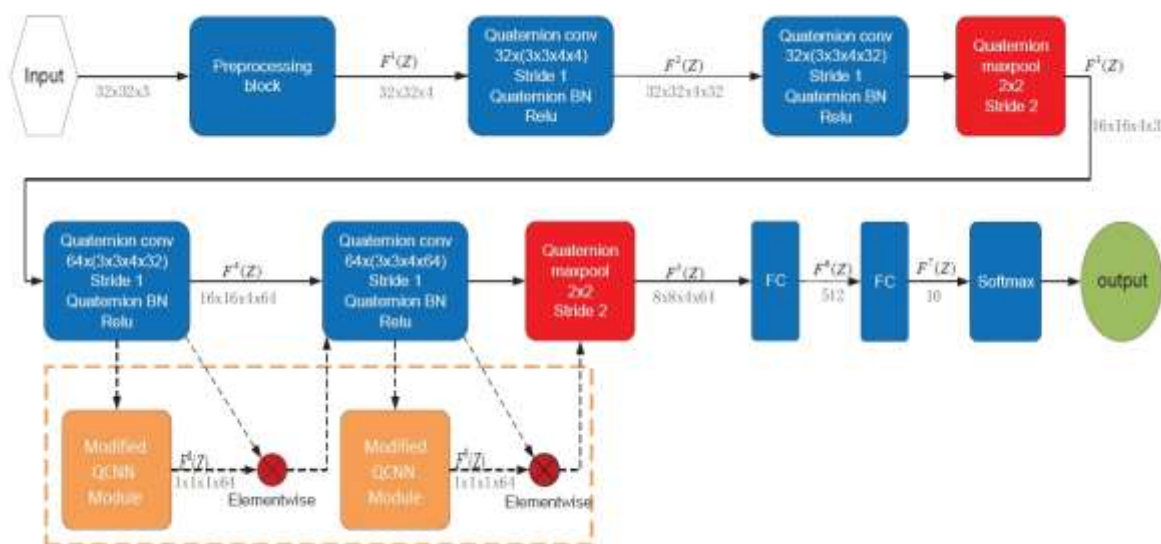 Input
32x32x3
Preprocessing
block
F¹(Z)
32x32x4
Quaternion conv
32x(3x3x4x4)
Stride 1
Quaternion BN
Relu
F²(Z)
32x32x4x32
Quaternion conv
32x(3x3x4x32)
Stride 1
Quaternion BN
Relu
Quaternion
maxpool
2x2
Stride 2
F³(Z)
16x16x4x3
Quaternion conv
64x(3x3x4x32)
Stride 1
Quaternion BN
Relu
F⁴(Z)
16x16x4x64
Quaternion conv
64x(3x3x4x64)
Stride 1
Quaternion BN
Relu
Quaternion
maxpool
2x2
Stride 2
F⁵(Z)
8x8x4x64
FC
F⁶(Z)
512
FC
F⁷(Z)
10
Softmax
output
Modified
QCNN
Module
1x1x1x64
Elementwise
Modified
QCNN
Module
1x1x1x64
Elementwise